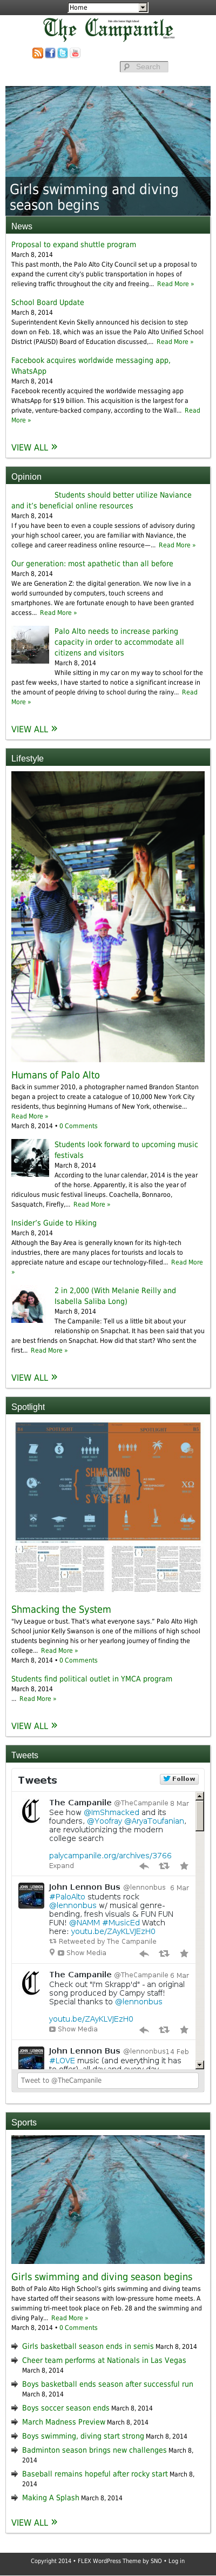 Home
The Campanile
Search
Girls swimming and diving
season begins
News
Proposal to expand shuttle program
March 8, 2014
This past month, the Palo Alto City Council set up a proposal to
expand the city's public transportation in hopes of
relieving traffic throughout the city and freeing... Read More »
School Board Update
March 8, 2014
Superintendent Kevin Skelly announced his decision to step
down on Feb. 18, which was an issue the Palo Alto Unified School
District (PAUSD) Board of Education discussed,... Read More »
Facebook acquires worldwide messaging app,
WhatsApp
March 8, 2014
Facebook recently acquired the worldwide messaging app
WhatsApp for $19 billion. This acquisition is the largest for a
private, venture-backed company, according to the Wall... Read
More »
VIEW ALL »
Opinion
Students should better utilize Naviance
and it's beneficial online resources
March 8, 2014
I f you have been to even a couple sessions of advisory during
your high school career, you are familiar with Naviance, the
college—and career readiness online resource—... Read More »
Our generation: most apathetic than all before
March 8, 2014
We are Generation Z: the digital generation. We now live in a
world surrounded by computers, touch screens and
smartphones. We are fortunate enough to have been granted
access... Read More »
Palo Alto needs to increase parking
capacity in order to accommodate all
citizens and visitors
March 8, 2014
While sitting in my car on my way to school for the
past few weeks, I have started to notice a significant increase in
the amount of people driving to school during the rainy... Read
More »
VIEW ALL »
Lifestyle
Humans of Palo Alto
Back in summer 2010, a photographer named Brandon Stanton
began a project to create a catalogue of 10,000 New York City
residents, thus beginning Humans of New York, otherwise...
Read More »
March 8, 2014 • 0 Comments
Students look forward to upcoming music
festivals
March 8, 2014
According to the lunar calendar, 2014 is the year
of the horse. Apparently, it is also the year of
ridiculous music festival lineups. Coachella, Bonaroo,
Sasquatch, Firefly,... Read More »
Insider's Guide to Hiking
March 8, 2014
Although the Bay Area is generally known for its high-tech
industries, there are many places for tourists and locals to
appreciate nature and escape our technology-filled... Read More
»
2 in 2,000 (With Melanie Reilly and
Isabella Saliba Long)
March 8, 2014
The Campanile: Tell us a little bit about your
relationship on Snapchat. It has been said that you
are best friends on Snapchat. How did that start? Who was the
first... Read More »
VIEW ALL »
Spotlight
SHMACKING
SYSTEM
Shmacking the System
"Ivy League or bust. That's what everyone says." Palo Alto High
School junior Kelly Swanson is one of the millions of high school
students beginning her or her yearlong journey of finding the
college... Read More »
March 8, 2014 • 0 Comments
Students find political outlet in YMCA program
March 8, 2014
... Read More »
VIEW ALL »
Tweets
Tweets
Follow
The Campanile @TheCampanile 8 Mar
See how @ImShmacked and its
founders, @Yoofray @AryaToufanian,
are revolutionizing the modern
college search
palycampanile.org/archives/3766
Expand
John Lennon Bus @lennonbus 6 Mar
#PaloAlto students rock
@lennonbus w/ musical genre-
bending, fresh visuals & FUN FUN
FUN! @NAMM #MusicEd Watch
here: youtu.be/ZAyKLVJEzH0
Retweeted by The Campanile
Show Media
The Campanile @TheCampanile 6 Mar
Check out "I'm Skrapp'd" - an original
song produced by Campy staff!
Special thanks to @lennonbus
youtu.be/ZAyKLVJEzH0
Show Media
John Lennon Bus @lennonbus 14 Feb
#LOVE music (and everything it has
Tweet to @TheCampanile
Sports
Girls swimming and diving season begins
Both of Palo Alto High School's girls swimming and diving teams
have started off their seasons with low-pressure home meets. A
swimming tri-meet took place on Feb. 28 and the swimming and
diving Paly... Read More »
March 8, 2014 • 0 Comments
Girls basketball season ends in semis March 8, 2014
Cheer team performs at Nationals in Las Vegas
March 8, 2014
Boys basketball ends season after successful run
March 8, 2014
Boys soccer season ends March 8, 2014
March Madness Preview March 8, 2014
Boys swimming, diving start strong March 8, 2014
Badminton season brings new challenges March 8,
2014
Baseball remains hopeful after rocky start March 8,
2014
Making A Splash March 8, 2014
VIEW ALL »
Copyright 2014 • FLEX WordPress Theme by SNO • Log in